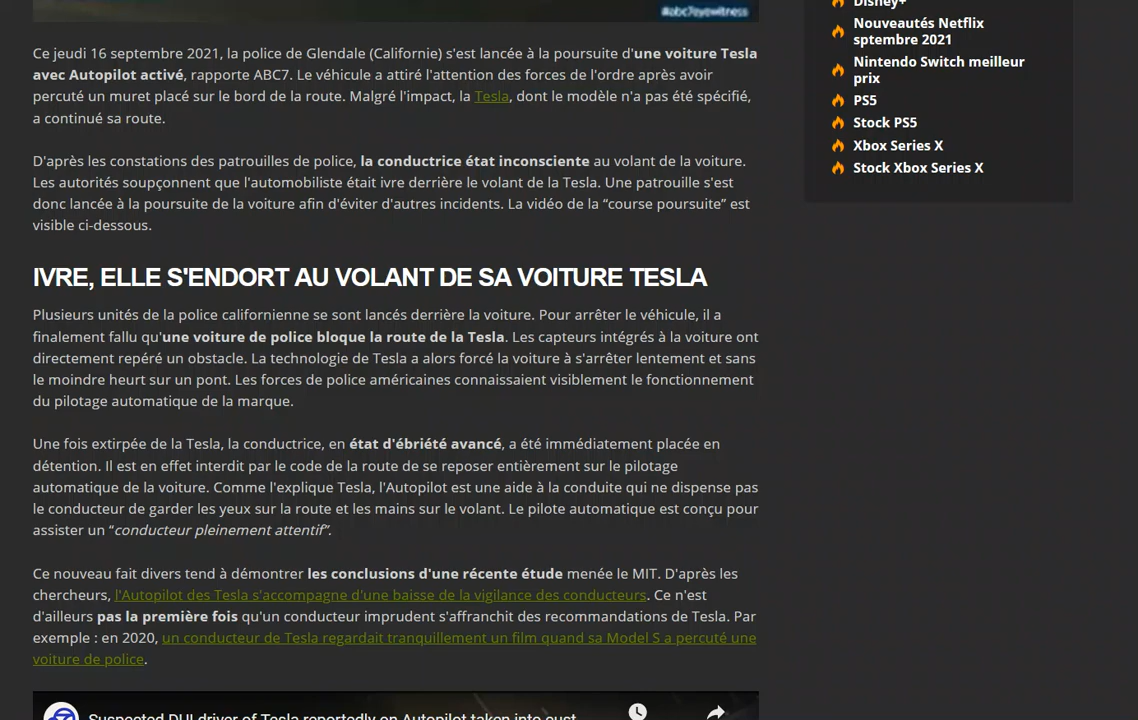 #abc7eyewitness
Ce jeudi 16 septembre 2021, la police de Glendale (Californie) s'est lancée à la poursuite d'une voiture Tesla
avec Autopilot activé, rapporte ABC7. Le véhicule a attiré l'attention des forces de l'ordre après avoir
percuté un muret placé sur le bord de la route. Malgré l'impact, la Tesla, dont le modèle n'a pas été spécifié,
a continué sa route.
D'après les constations des patrouilles de police, la conductrice état inconsciente au volant de la voiture.
Les autorités soupçonnent que l'automobiliste était ivre derrière le volant de la Tesla. Une patrouille s'est
donc lancée à la poursuite de la voiture afin d'éviter d'autres incidents. La vidéo de la “course poursuite” est
visible ci-dessous.
IVRE, ELLE S'ENDORT AU VOLANT DE SA VOITURE TESLA
Plusieurs unités de la police californienne se sont lancés derrière la voiture. Pour arrêter le véhicule, il a
finalement fallu qu'une voiture de police bloque la route de la Tesla. Les capteurs intégrés à la voiture ont
directement repéré un obstacle. La technologie de Tesla a alors forcé la voiture à s'arrêter lentement et sans
le moindre heurt sur un pont. Les forces de police américaines connaissaient visiblement le fonctionnement
du pilotage automatique de la marque.
Une fois extirpée de la Tesla, la conductrice, en état d'ébriété avancé, a été immédiatement placée en
détention. Il est en effet interdit par le code de la route de se reposer entièrement sur le pilotage
automatique de la voiture. Comme l'explique Tesla, l'Autopilot est une aide à la conduite qui ne dispense pas
le conducteur de garder les yeux sur la route et les mains sur le volant. Le pilote automatique est conçu pour
assister un “conducteur pleinement attentif”.
Ce nouveau fait divers tend à démontrer les conclusions d'une récente étude menée le MIT. D'après les
chercheurs, l'Autopilot des Tesla s'accompagne d'une baisse de la vigilance des conducteurs. Ce n'est
d'ailleurs pas la première fois qu'un conducteur imprudent s'affranchit des recommandations de Tesla. Par
exemple : en 2020, un conducteur de Tesla regardait tranquillement un film quand sa Model S a percuté une
voiture de police.
Suspected DUI driver of Tesla reportedly on Autopilot taken into cust
Disney+
Nouveautés Netflix
sptembre 2021
Nintendo Switch meilleur
prix
PS5
Stock PS5
Xbox Series X
Stock Xbox Series X